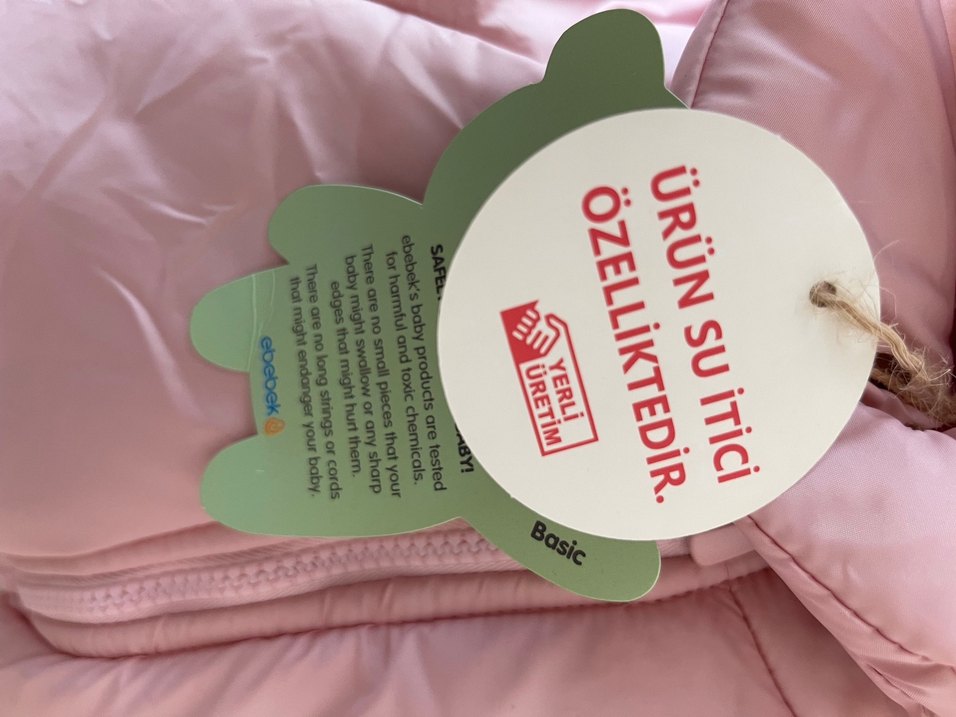 ÜRÜN SU İTİCİ
ÖZELLİKTEDİR.
YERLİ
ÜRETİM
Basic
ebebek's baby products are tested
for harmful and toxic chemicals.
There are no small pieces that your
baby might swallow or any sharp
edges that might hurt them.
There are no long strings or cords
that might endanger your baby.
ebebek